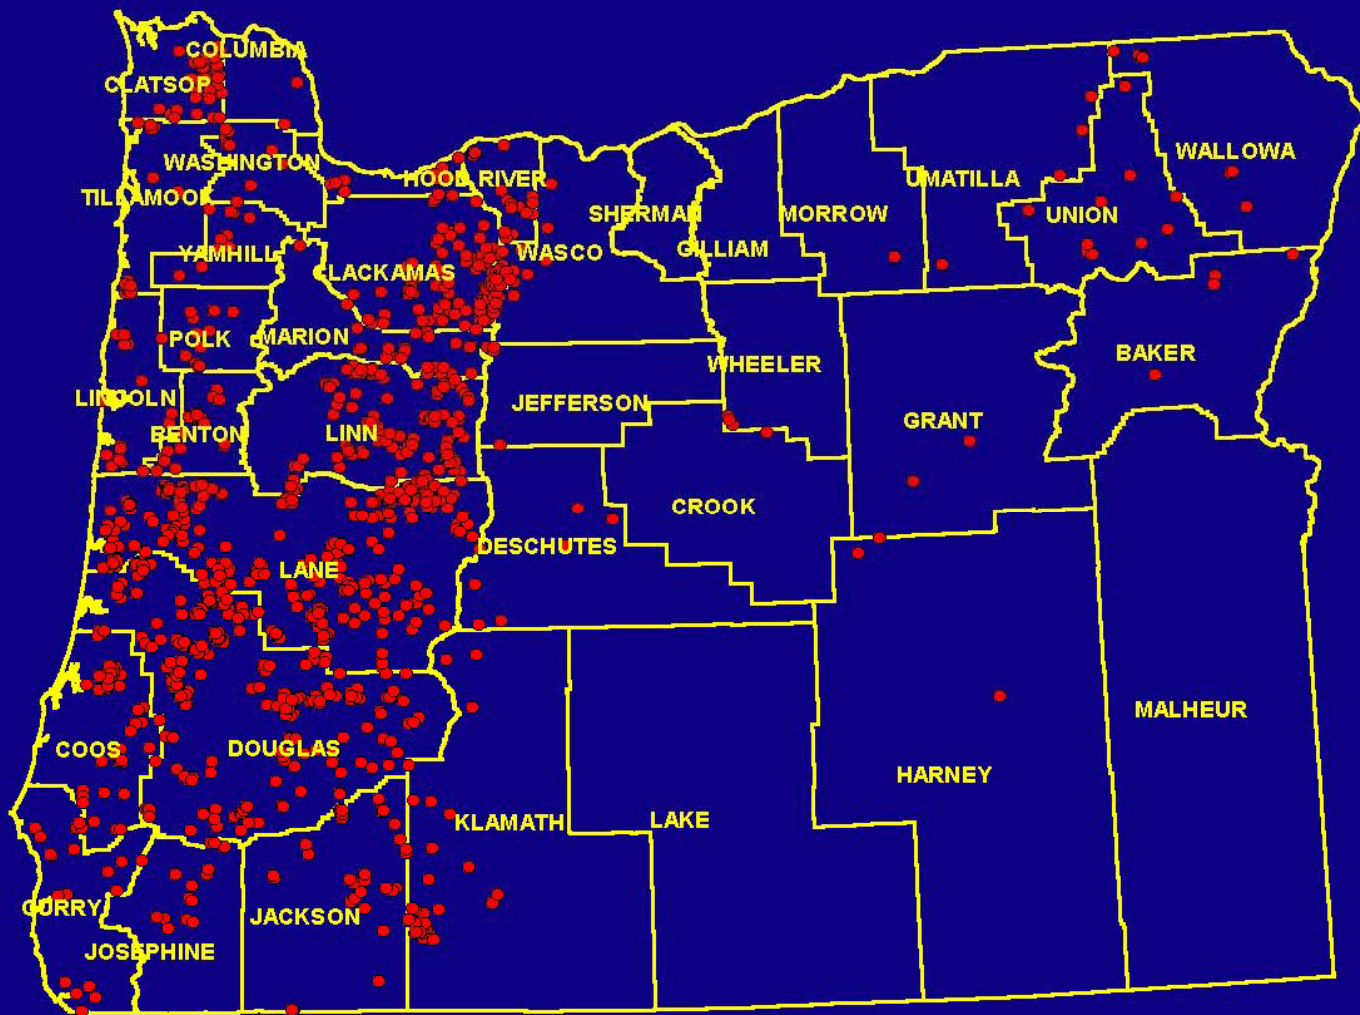 COLUMBIA
CLATSOP
WASHINGTON
TILLAMOOK
HOOD RIVER
WALLOWA
UMATILLA
SHERMAN
MORROW
UNION
YAMHILL
WASCO
GILLIAM
CLACKAMAS
POLK
MARION
WHEELER
BAKER
LINCOLN
JEFFERSON
BENTON
LINN
GRANT
CROOK
DESCHUTES
LANE
MALHEUR
COOS
DOUGLAS
HARNEY
KLAMATH
LAKE
CURRY
JACKSON
JOSEPHINE